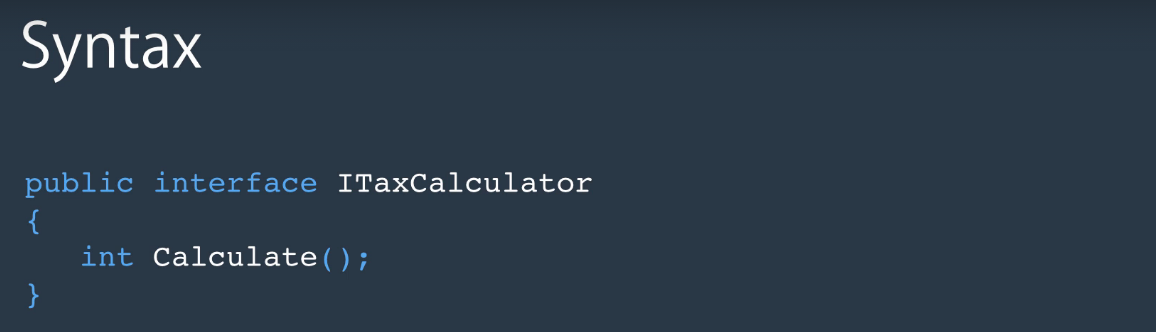 Syntax
public interface ITaxCalculator
{
   int Calculate();
}